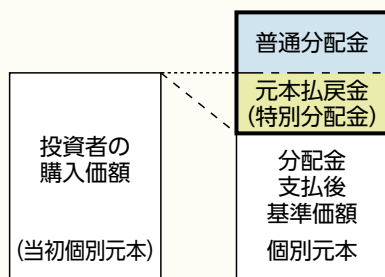 普通分配金
元本払戻金
(特別分配金)
投資者の
購入価額
(当初個別元本)
分配金
支払後
基準価額
個別元本